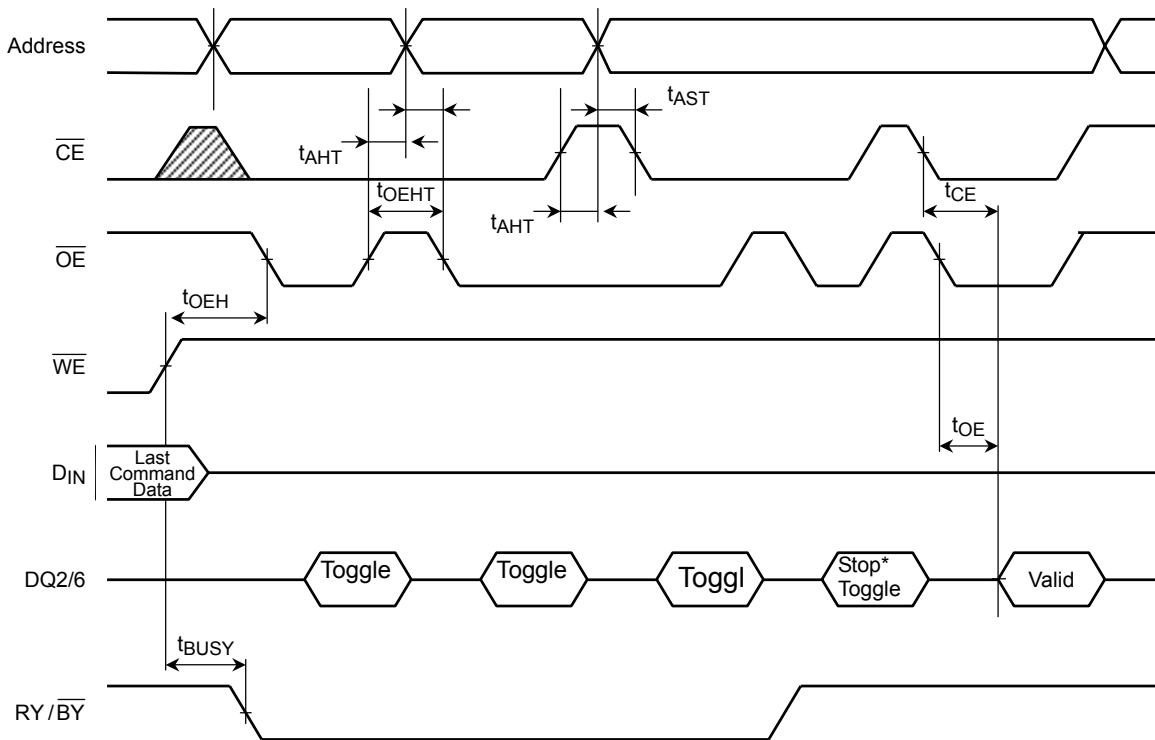 Address
tAST
CE
tAHT
tCE
tOEHT
tAHT
OE
tOEH
WE
tOE
DIN
Last
Command
Data
DQ2/6
Toggle
Toggle
Toggl
Stop*
Toggle
Valid
tBUSY
RY/BY